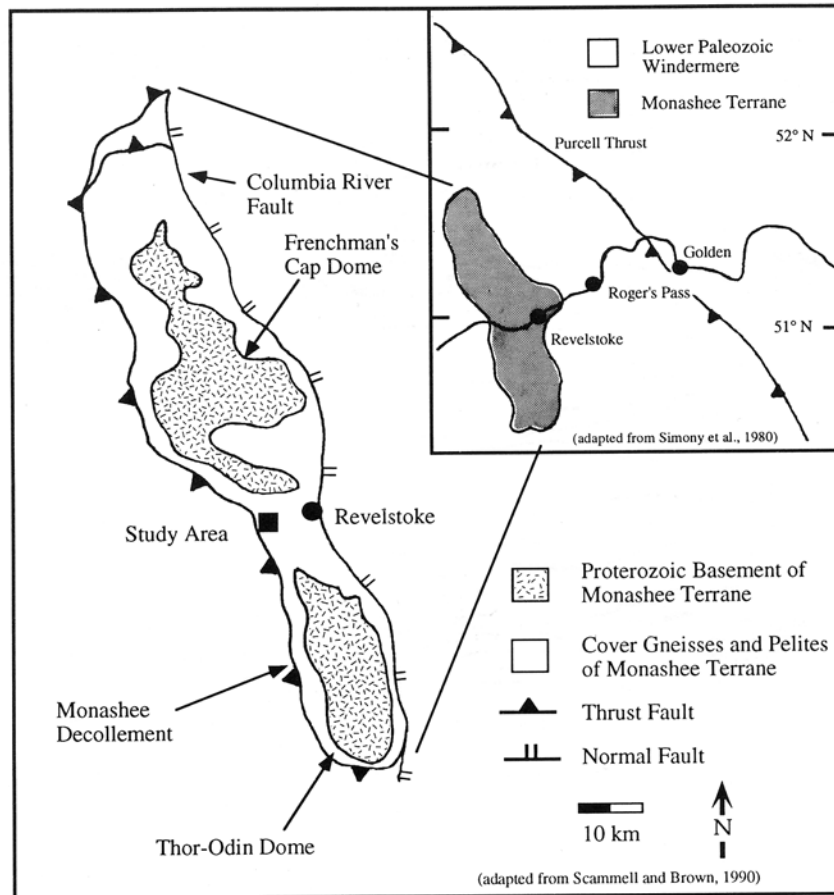 Lower Paleozoic
Windermere
Monashee Terrane
52° N
Purcell Thrust
Golden
Roger's Pass
51° N
Revelstoke
(adapted from Simony et al., 1980)
Columbia River
Fault
Frenchman's
Cap Dome
Study Area
Revelstoke
Monashee
Decollement
Thor-Odin Dome
Proterozoic Basement of
Monashee Terrane
Cover Gneisses and Pelites
of Monashee Terrane
Thrust Fault
Normal Fault
10 km
N
(adapted from Scammell and Brown, 1990)